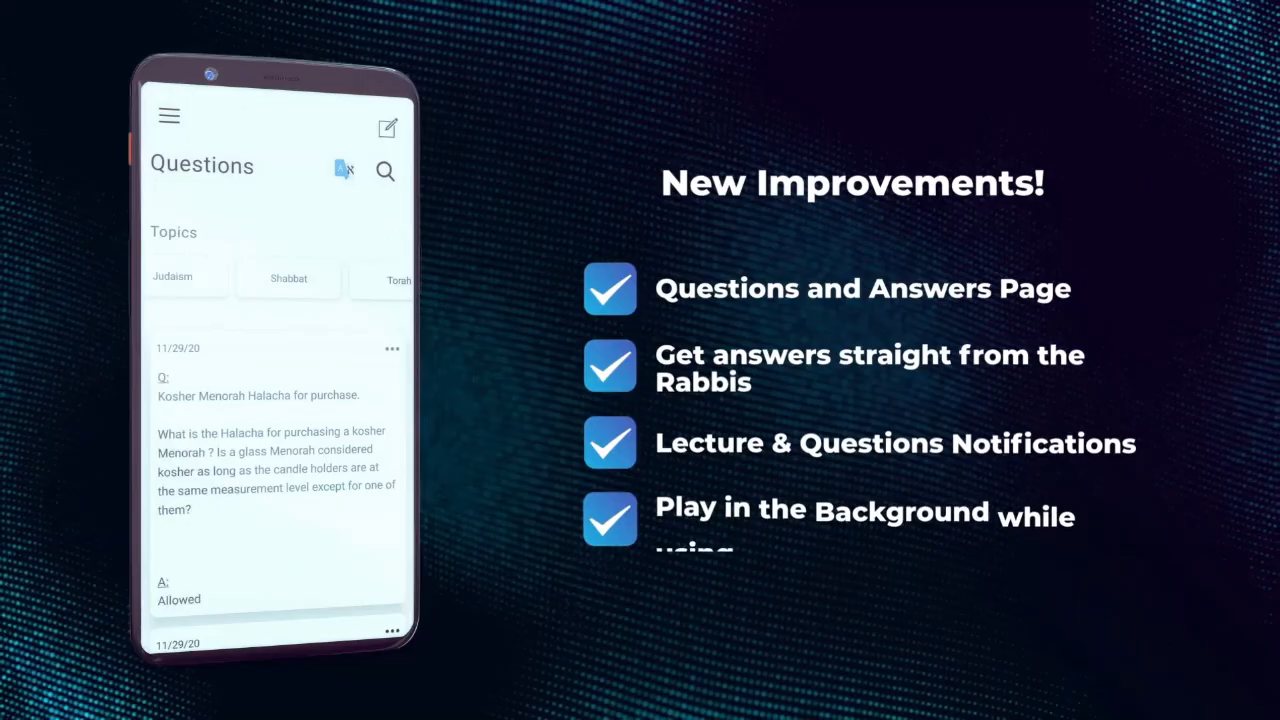 Questions
Topics
Judaism
Shabbat
Torah
11/29/20
Q:
Kosher Menorah Halacha for purchase.
What is the Halacha for purchasing a kosher
Menorah ? Is a glass Menorah considered
kosher as long as the candle holders are at
the same measurement level except for one of
them?
A:
Allowed
11/29/20
New Improvements!
Questions and Answers Page
Get answers straight from the
Rabbis
Lecture & Questions Notifications
Play in the Background while
using